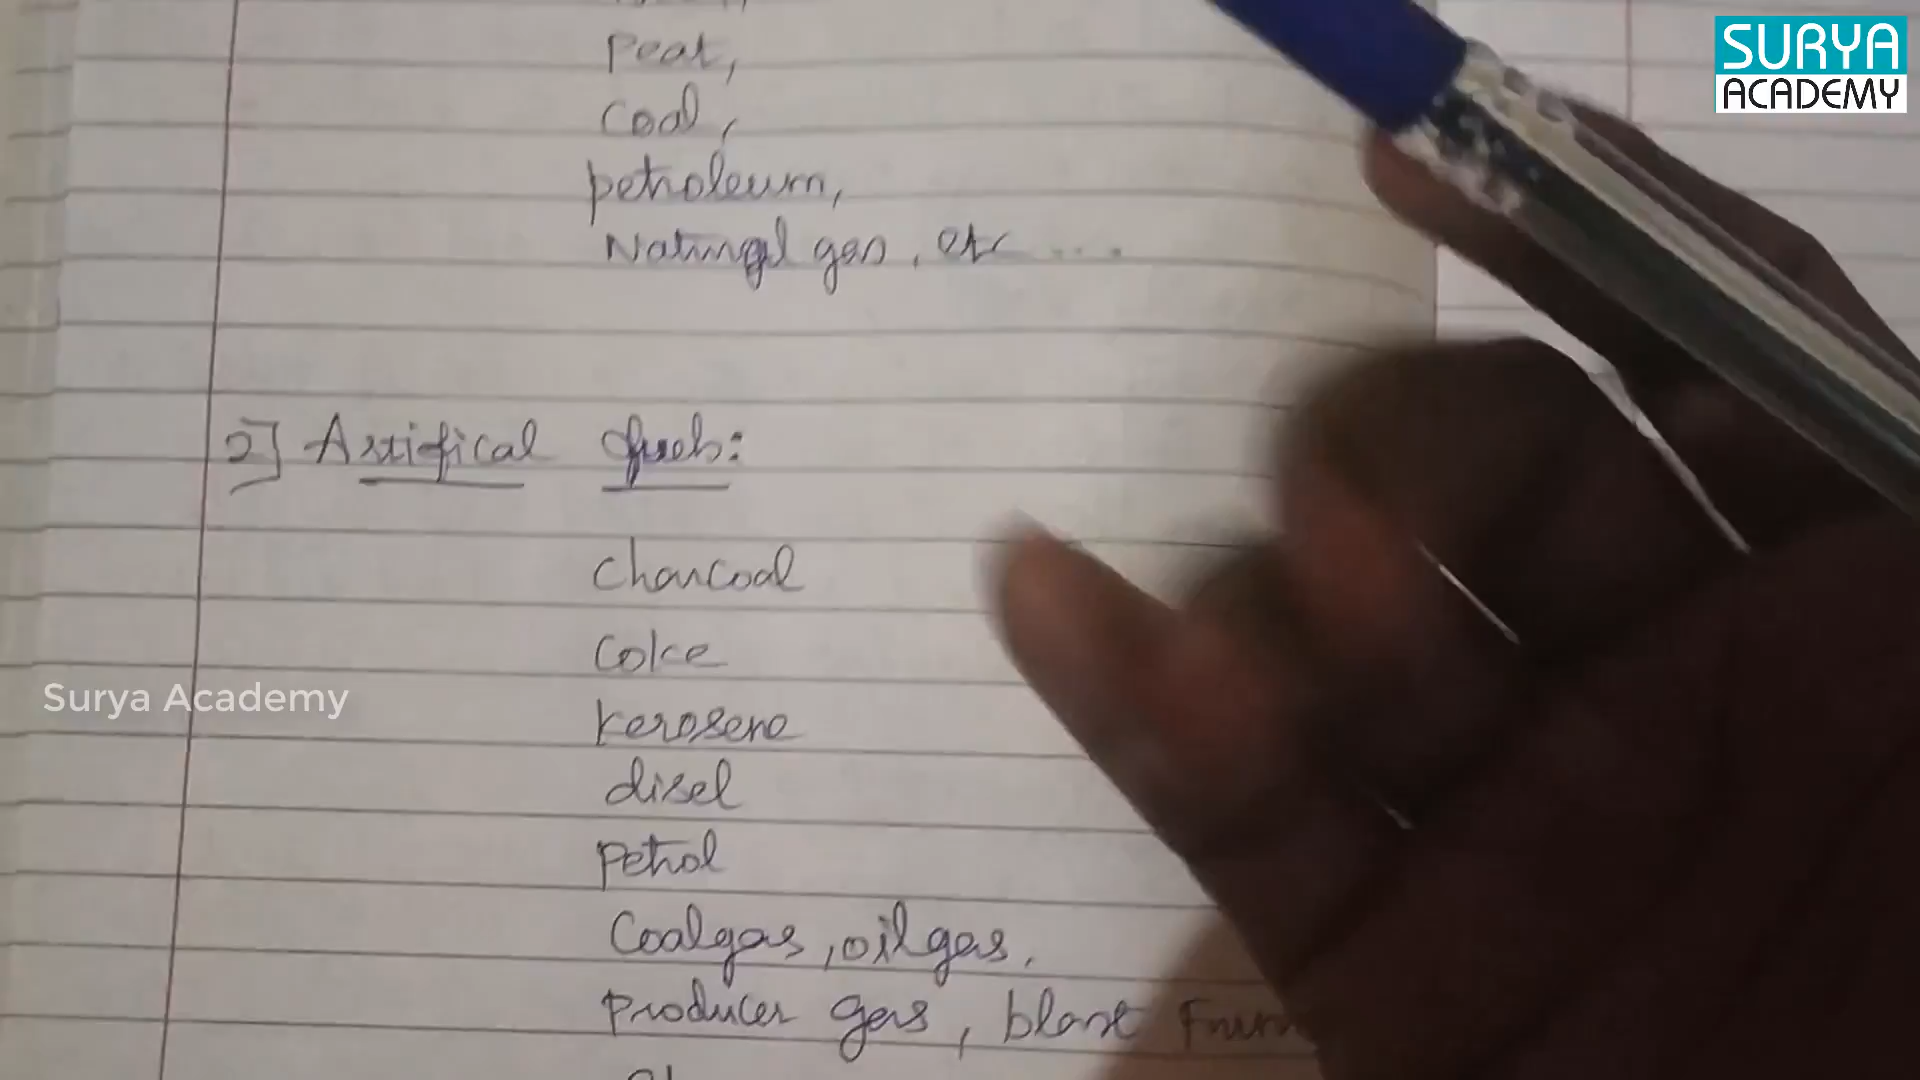 SURYA
ACADEMY
Peat,
Coal,
petroleum,
Natural gas, etc ...
2] Artifical fuels:
Charcoal
Coke
Surya Academy
kerosene
disel
Petrol
Coalgas, oilgas,
Producer gas, blast